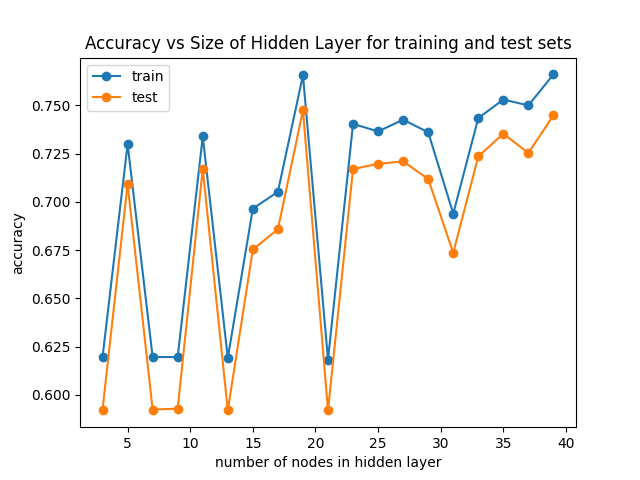 Accuracy vs Size of Hidden Layer for training and test sets
train
test
accuracy
0.750
0.725
0.700
0.675
0.650
0.625
0.600
5 10 15 20 25 30 35 40
number of nodes in hidden layer